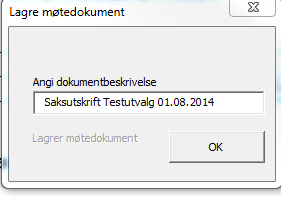 Lagre møtedokument
Angi dokumentbeskrivelse
Saksutskrift Testutvalg 01.08.2014
Lagrer møtedokument
OK